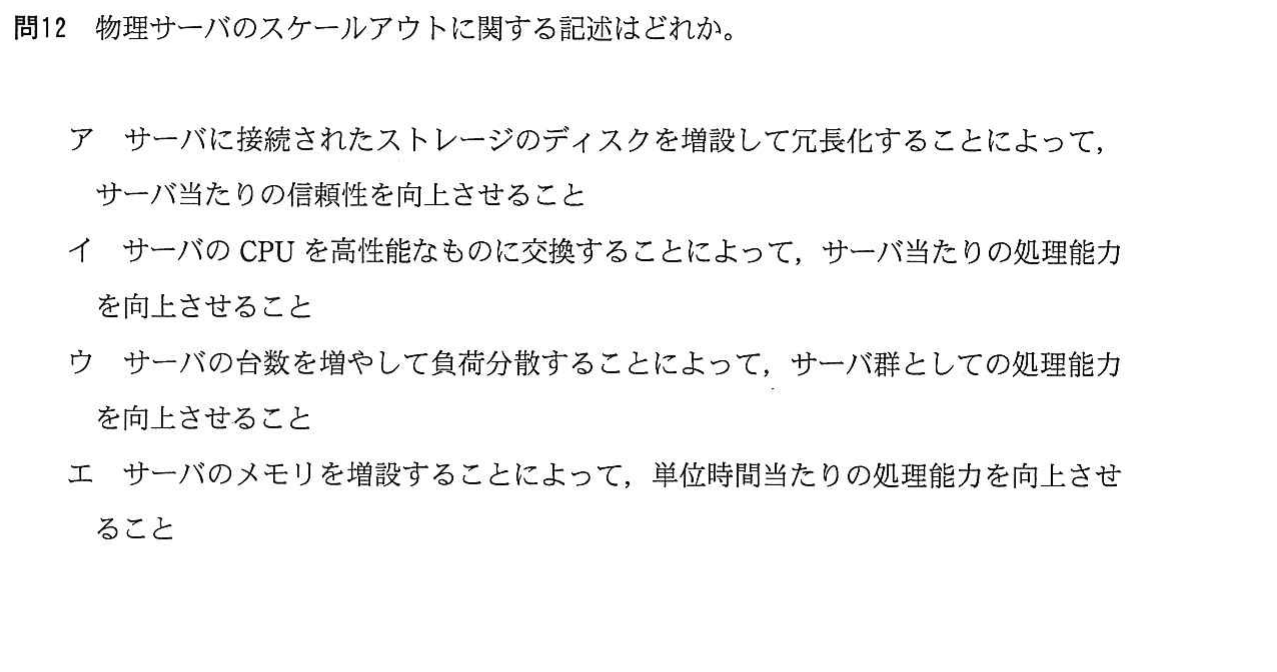 問12　物理サーバのスケールアウトに関する記述はどれか。
ア　サーバに接続されたストレージのディスクを増設して冗長化することによって，
サーバ当たりの信頼性を向上させること
イ　サーバの CPU を高性能なものに交換することによって，サーバ当たりの処理能力
を向上させること
ウ　サーバの台数を増やして負荷分散することによって，サーバ群としての処理能力
を向上させること
エ　サーバのメモリを増設することによって，単位時間当たりの処理能力を向上させ
ること